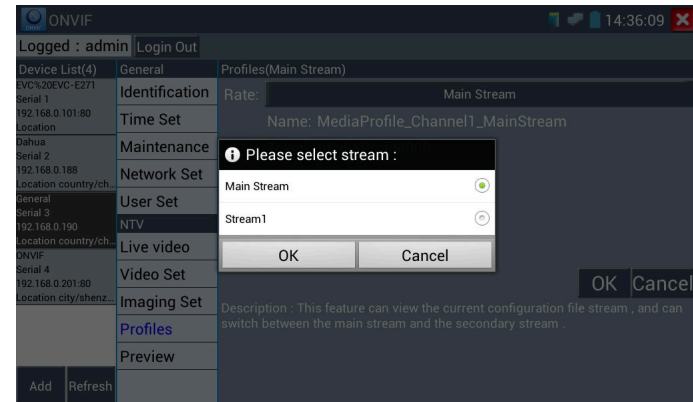 ONVIF
14:36:09
Logged : admin
Login Out
Device List(4)
EVC%20EVC-E271
Serial 1
192.168.0.101:80
Location
Dahua
Serial 2
192.168.0.188
Location country/ch...
General
Serial 3
192.168.0.190
Location country/ch...
ONVIF
Serial 4
192.168.0.201:80
Location city/shenz...
Add
Refresh
General
Identification
Time Set
Maintenance
Network Set
User Set
NTV
Live video
Video Set
Imaging Set
Profiles
Preview
Profiles(Main Stream)
Rate:
Main Stream
Name: MediaProfile_Channel1_MainStream
Please select stream :
Main Stream
Stream1
OK
Cancel
OK
Cancel
Description : This feature can view the current configuration file stream , and can
switch between the main stream and the secondary stream .